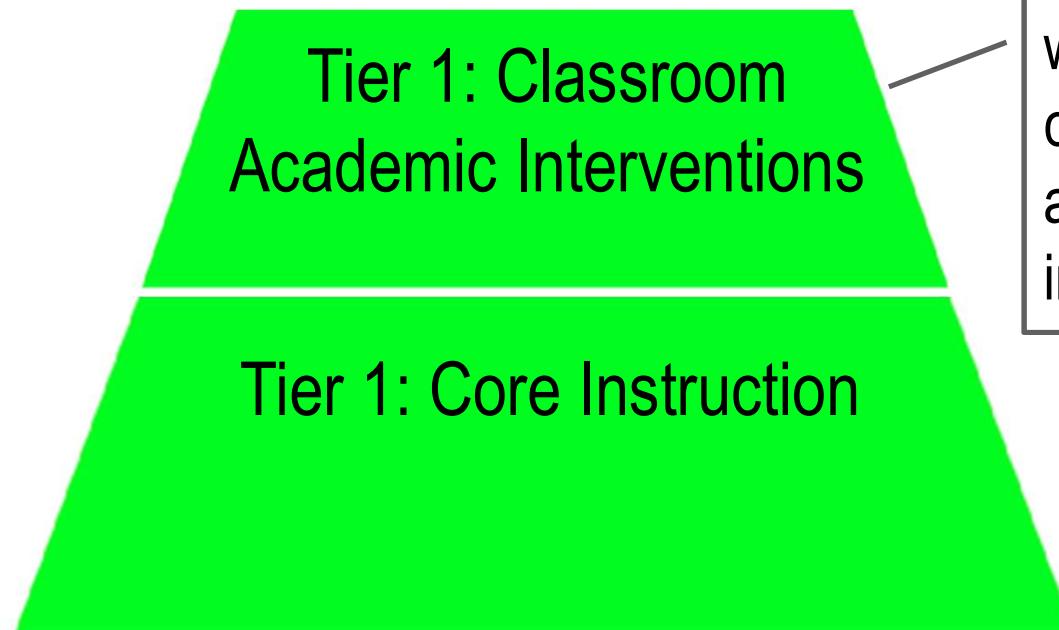 Tier 1: Classroom
Academic Interventions
Tier 1: Core Instruction